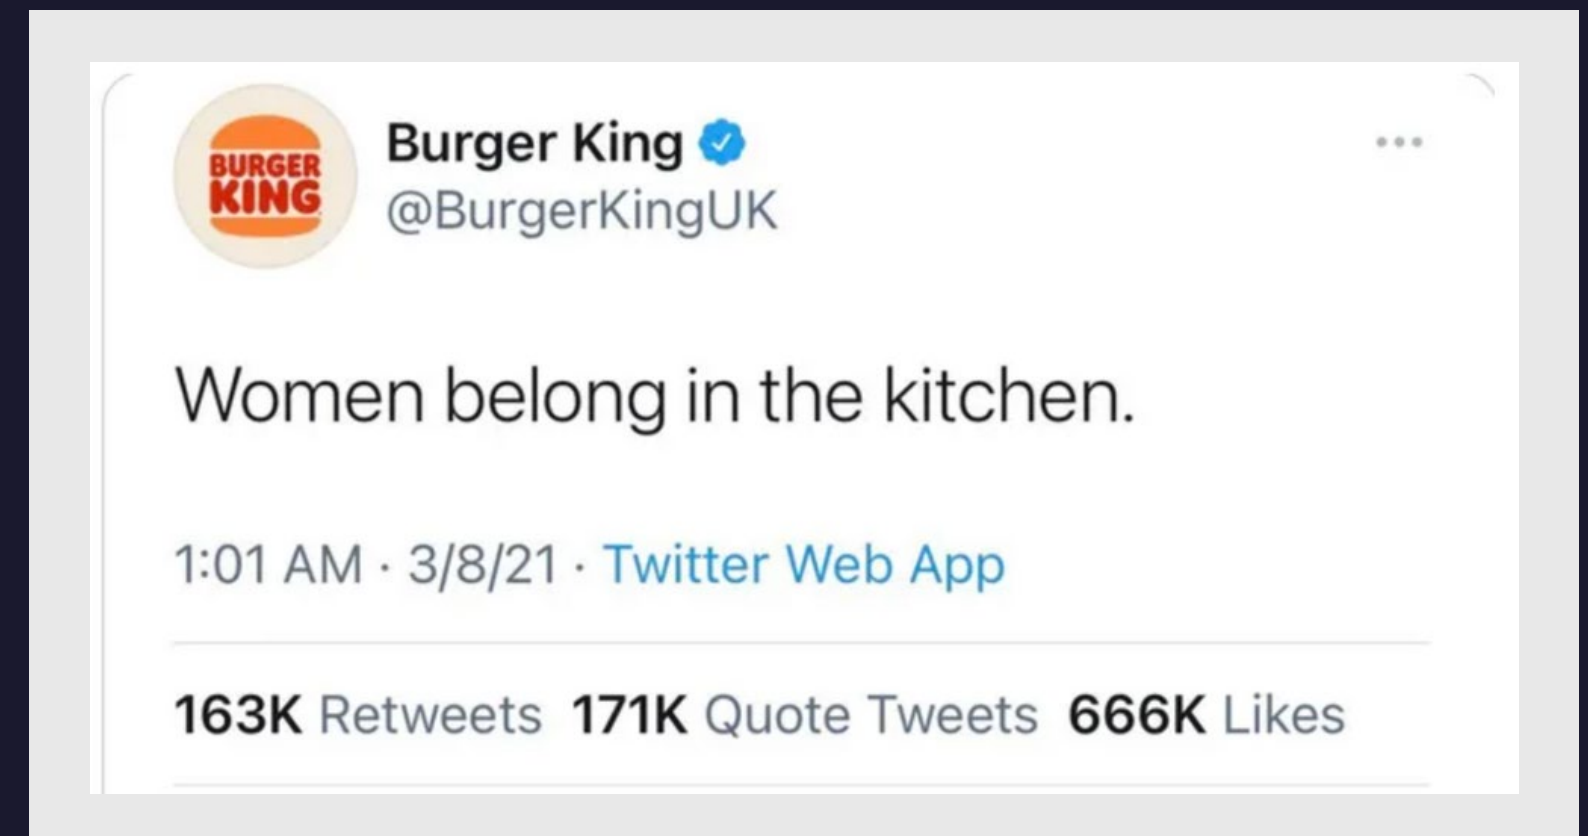 BURGER
KING
Burger King
@BurgerKingUK
Women belong in the kitchen.
1:01 AM · 3/8/21 · Twitter Web App
163K Retweets 171K Quote Tweets 666K Likes